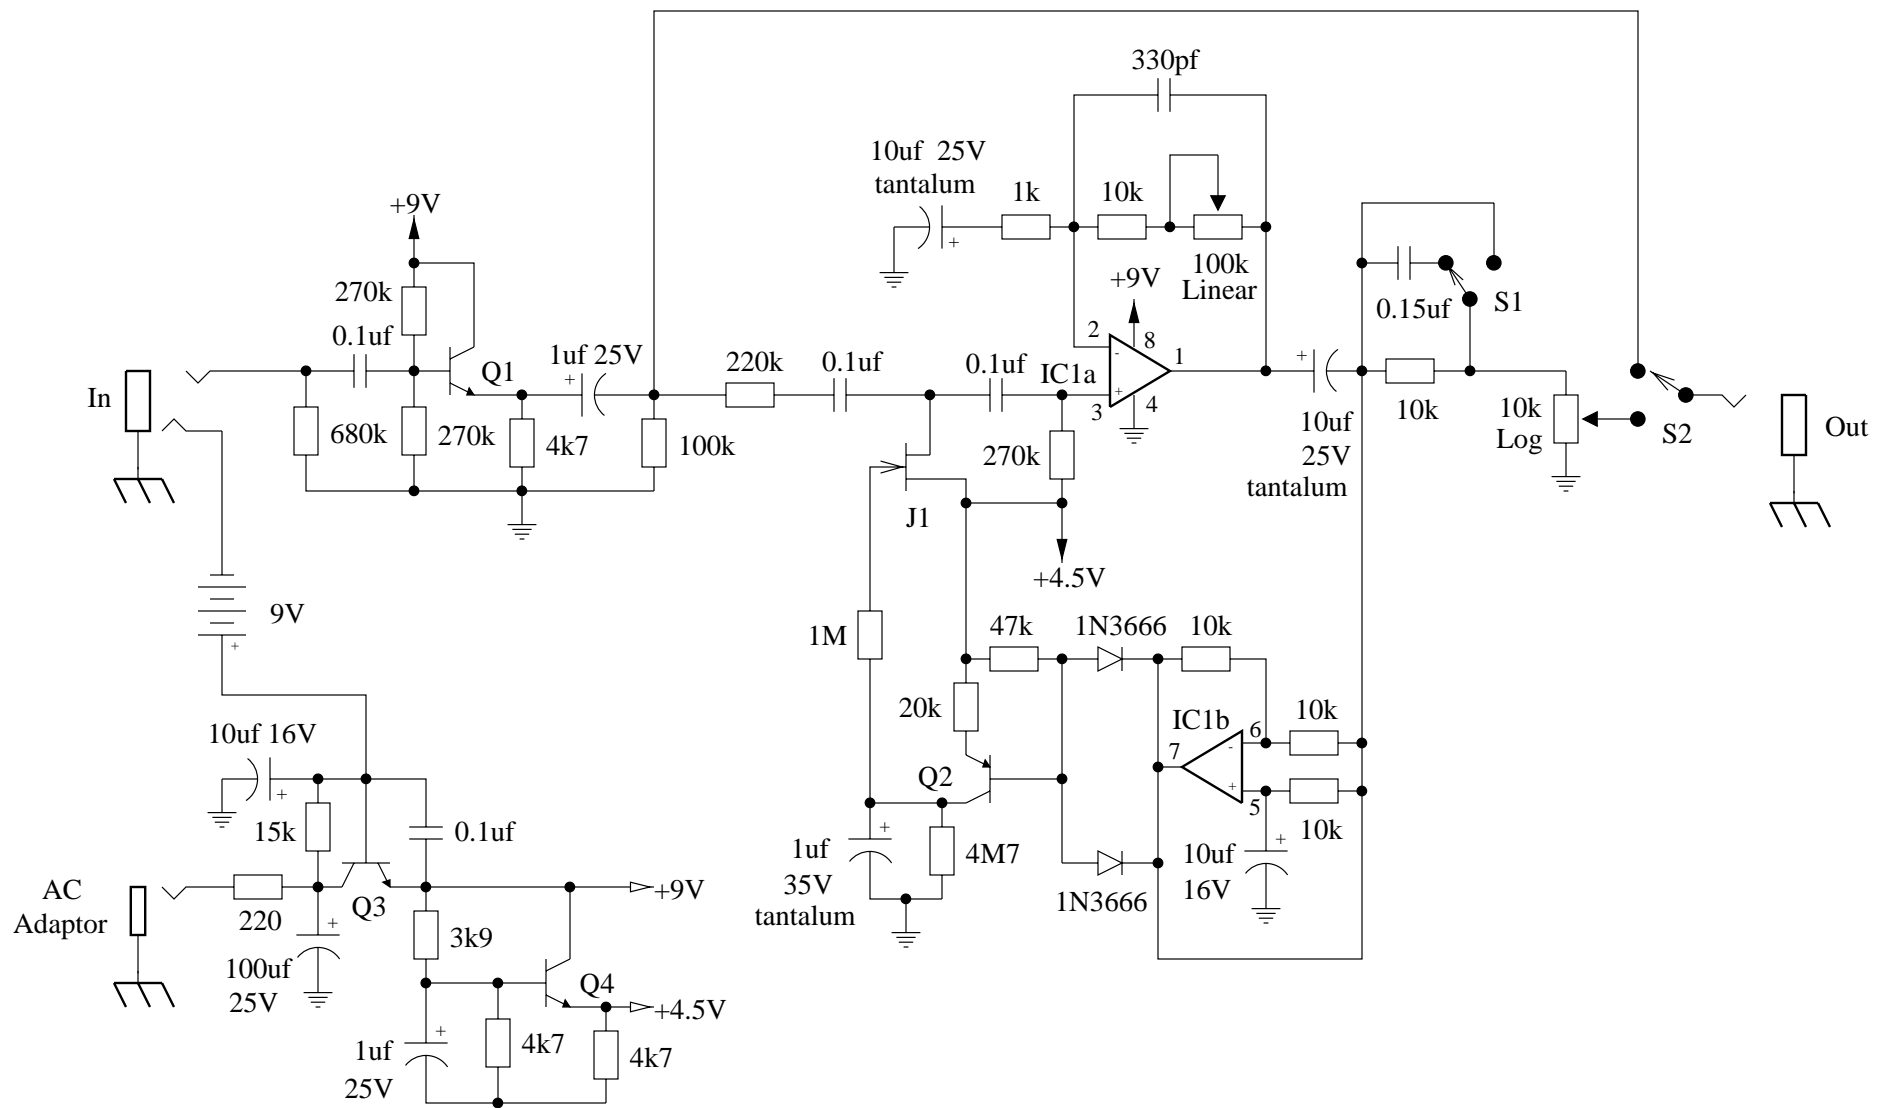 330pf
10uf 25V
tantalum
1k
10k
+9V
100k
Linear
+9V
270k
0.1uf
Q1
1uf 25V
+
220k
0.1uf
0.1uf
IC1a
2
-
8
1
+
3
4
+
0.15uf
S1
In
680k
270k
4k7
100k
270k
10uf
25V
tantalum
10k
10k
Log
S2
Out
J1
+4.5V
9V
+
1M
47k
1N3666
10k
20k
IC1b
10k
6
-
7
+
5
10k
Q2
10uf 16V
+
15k
0.1uf
+
1uf
35V
tantalum
4M7
1N3666
10uf
16V
+
AC
Adaptor
220
Q3
+9V
+
100uf
25V
3k9
Q4
+4.5V
+
1uf
25V
4k7
4k7
+